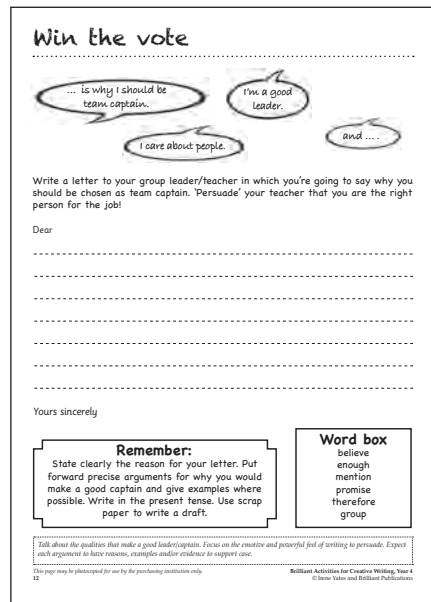 Win the vote
... is why I should be
team captain.
I'm a good
leader.
I care about people.
and ... .
Write a letter to your group leader/teacher in which you're going to say why you
should be chosen as team captain. 'Persuade' your teacher that you are the right
person for the job!
Dear
Yours sincerely
Remember:
State clearly the reason for your letter. Put
forward precise arguments for why you would
make a good captain and give examples where
possible. Write in the present tense. Use scrap
paper to write a draft.
Word box
believe
enough
mention
promise
therefore
group
Talk about the qualities that make a good leader/captain. Focus on the emotive and powerful feel of writing to persuade. Expect
each argument to have reasons, examples and/or evidence to support case.
This page may be photocopied for use by the purchasing institution only.
Brilliant Activities for Creative Writing, Year 4
12
© Irene Yates and Brilliant Publications